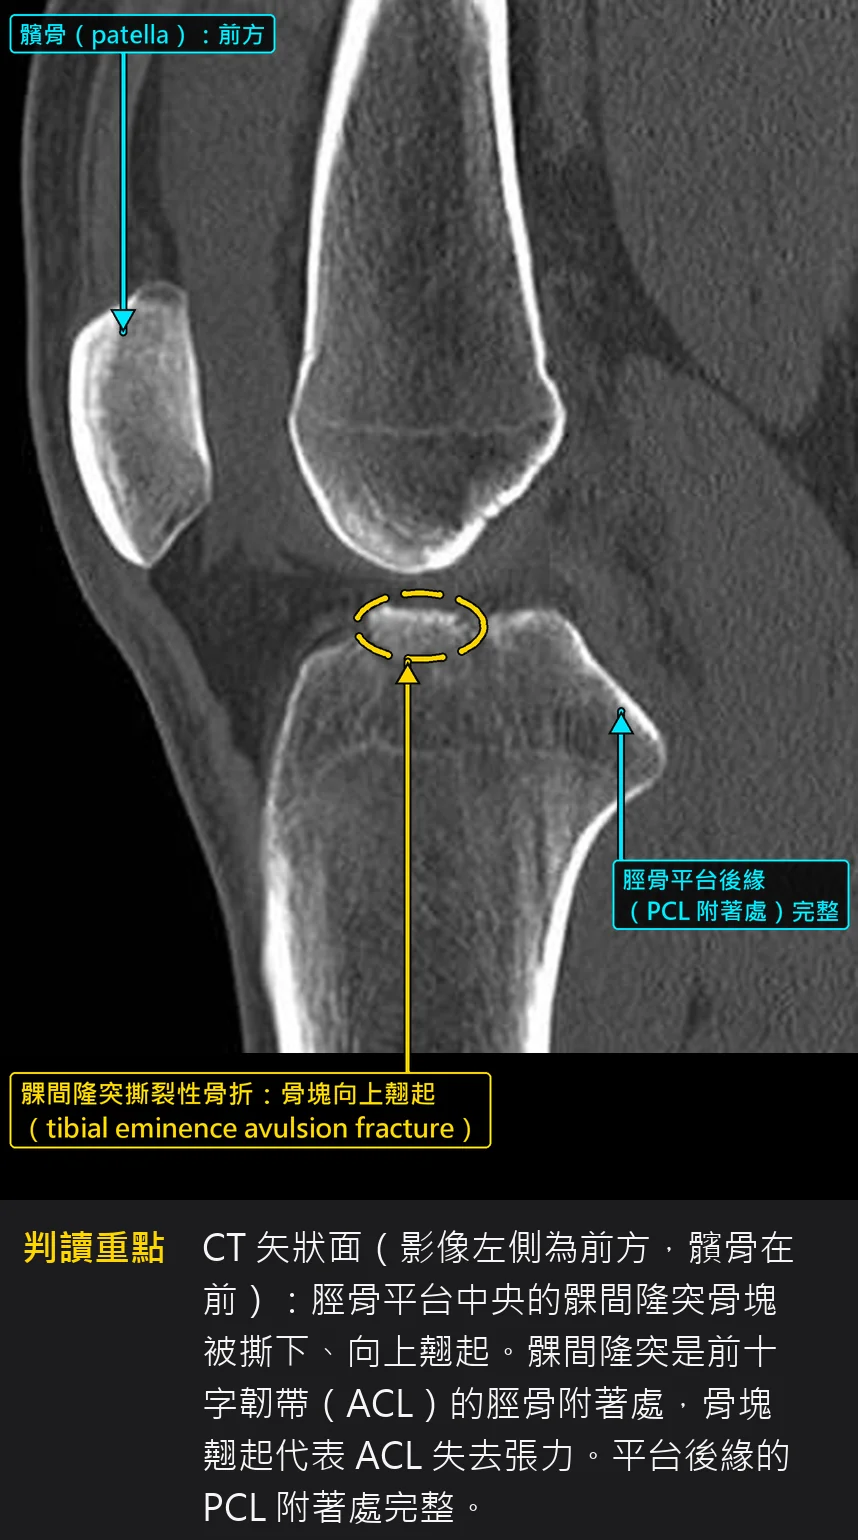 髕骨（patella）：前方
脛骨平台後緣
（PCL 附著處）完整
髁間隆突撕裂性骨折：骨塊向上翹起
（tibial eminence avulsion fracture）
判讀重點
CT 矢狀面（影像左側為前方，髕骨在
前）：脛骨平台中央的髁間隆突骨塊
被撕下、向上翹起。髁間隆突是前十
字韌帶（ACL）的脛骨附著處，骨塊
翹起代表 ACL 失去張力。平台後緣的
PCL 附著處完整。